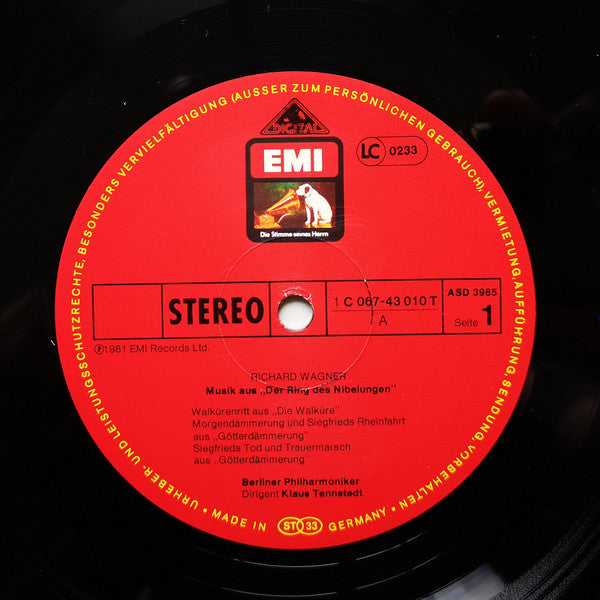 URHEBER- UND LEISTUNGSSCHUTZRECHTE, BESONDERS VERVIELFÄLTIGUNG (AUSSER ZUM PERSÖNLICHEN GEBRAUCH), VERMIETUNG, AUFFÜHRUNG, SENDUNG VORBEHALTEN •
DIGITAL
EMI
LC 0233
Die Stimme seines Herrn
STEREO
1 C 067-43 010 T
A
ASD 3985
Seite 1
℗1981 EMI Records Ltd.
RICHARD WAGNER
Musik aus „Der Ring des Nibelungen”
Walkürenritt aus „Die Walküre”
Morgendämmerung und Siegfrieds Rheinfahrt
aus „Götterdämmerung”
Siegfrieds Tod und Trauermarsch
aus „Götterdämmerung”
Berliner Philharmoniker
Dirigent Klaus Tennstedt
• MADE IN ST 33 GERMANY •